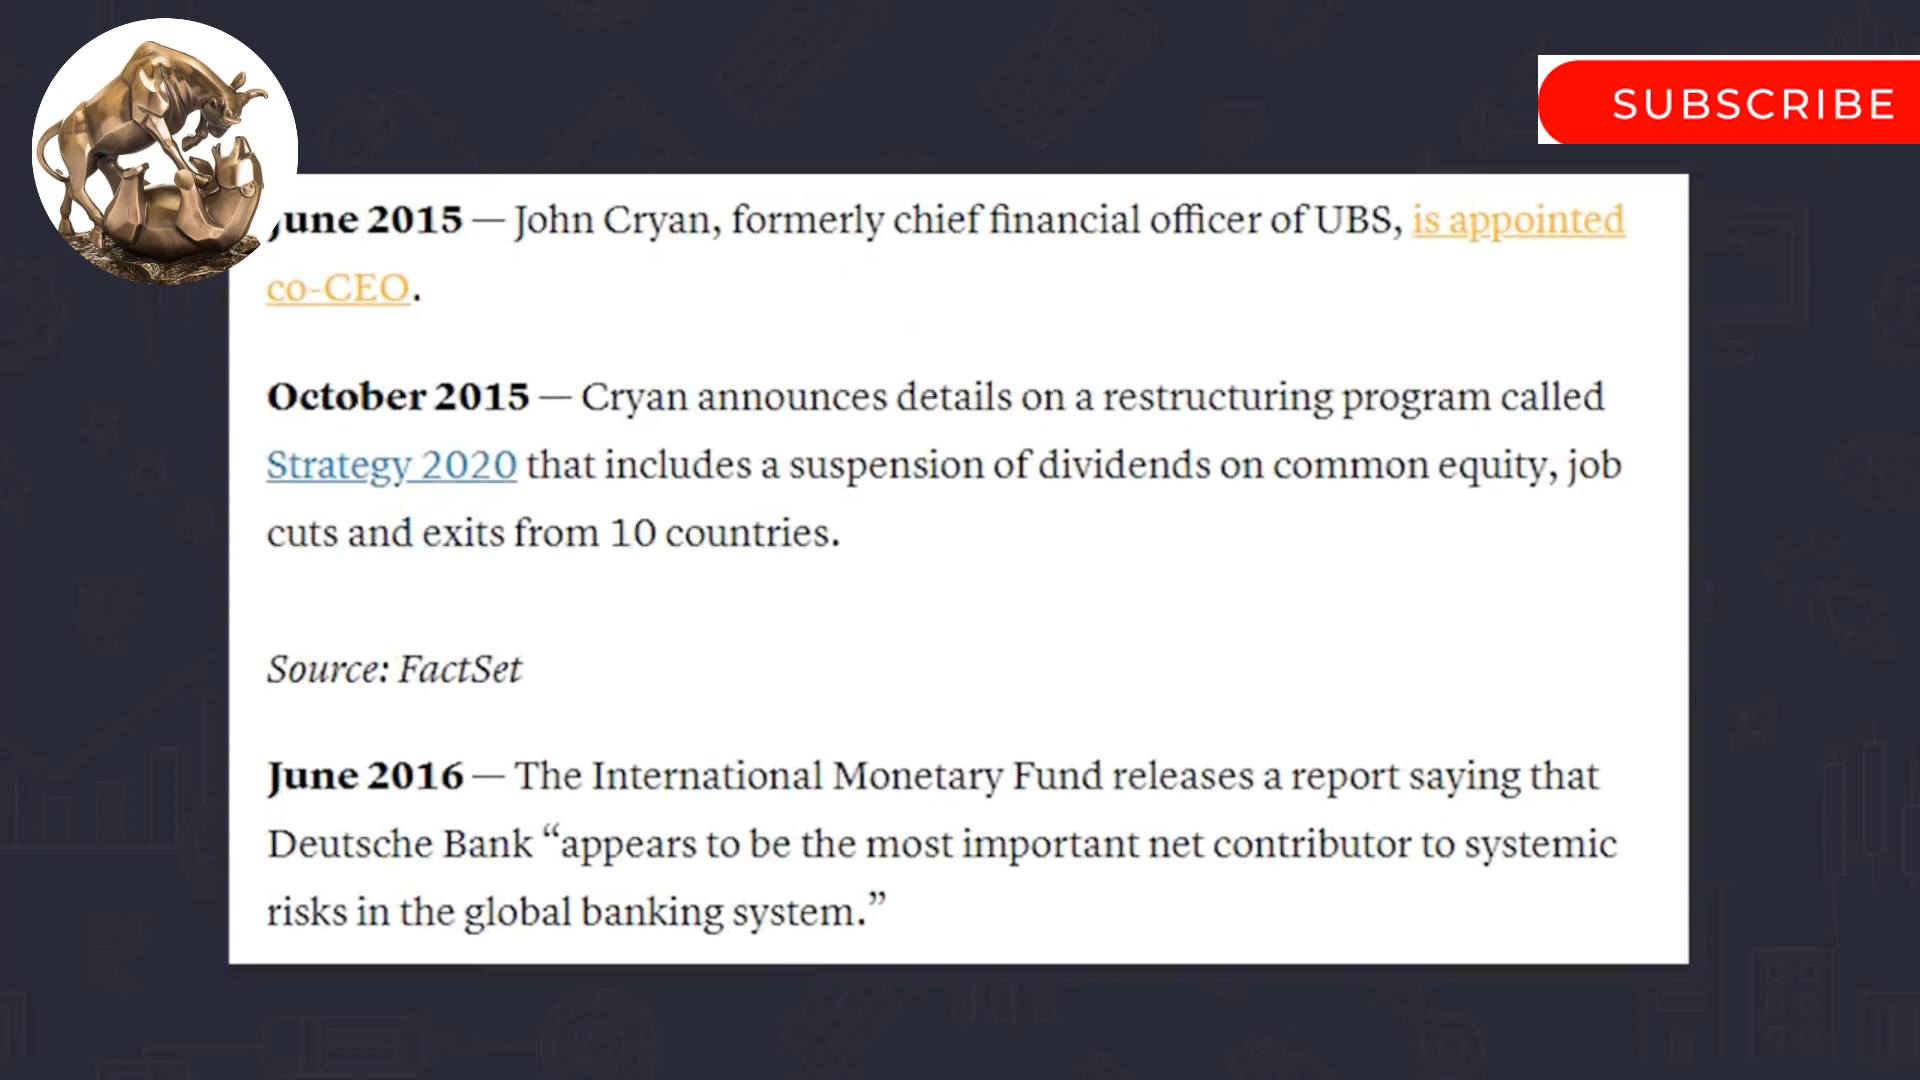 SUBSCRIBE
June 2015 — John Cryan, formerly chief financial officer of UBS, is appointed
co-CEO.
October 2015 — Cryan announces details on a restructuring program called
Strategy 2020 that includes a suspension of dividends on common equity, job
cuts and exits from 10 countries.
Source: FactSet
June 2016 — The International Monetary Fund releases a report saying that
Deutsche Bank “appears to be the most important net contributor to systemic
risks in the global banking system.”